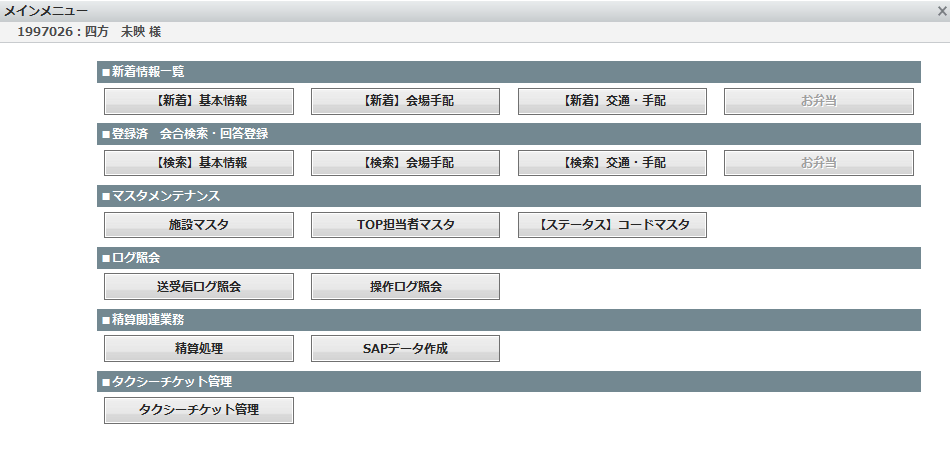 メインメニュー
1997026：四方　未映 様
■新着情報一覧
【新着】基本情報 【新着】会場手配 【新着】交通・手配 お弁当
■登録済　会合検索・回答登録
【検索】基本情報 【検索】会場手配 【検索】交通・手配 お弁当
■マスタメンテナンス
施設マスタ TOP担当者マスタ 【ステータス】コードマスタ
■ログ照会
送受信ログ照会 操作ログ照会
■精算関連業務
精算処理 SAPデータ作成
■タクシーチケット管理
タクシーチケット管理